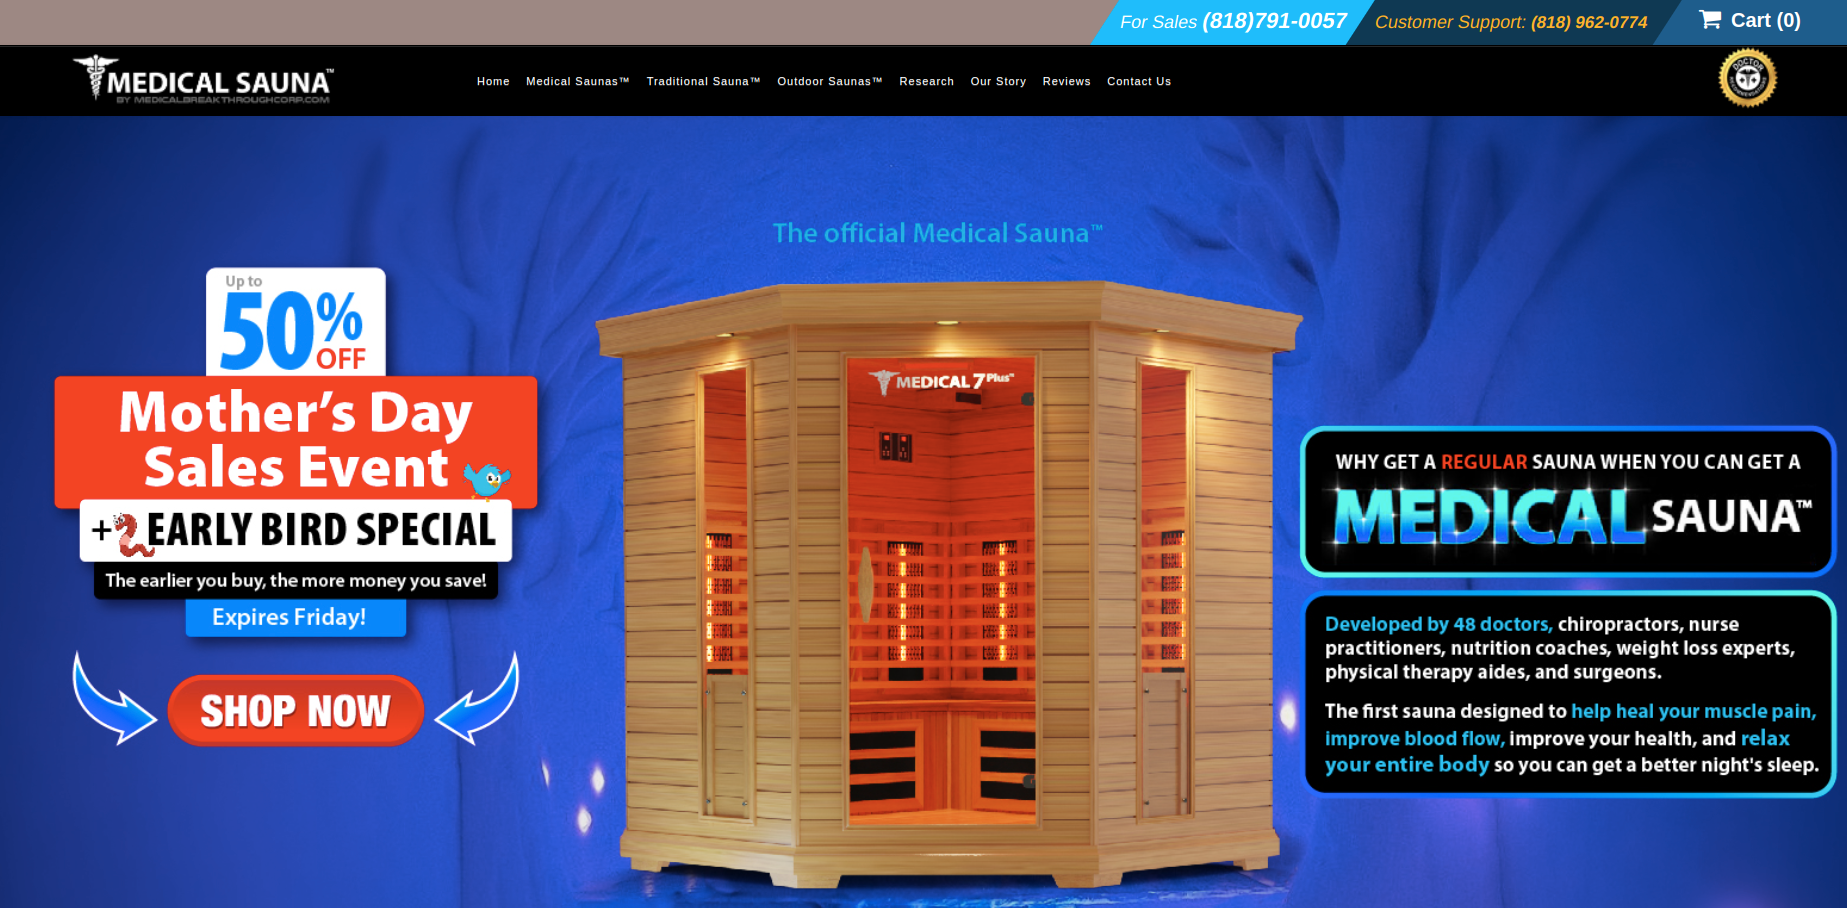 For Sales (818)791-0057
Customer Support: (818) 962-0774
Cart (0)
MEDICAL SAUNA™
BY MEDICALBREAKTHROUGHCORP.COM
Home
Medical Saunas™
Traditional Sauna™
Outdoor Saunas™
Research
Our Story
Reviews
Contact Us
DOCTOR
The official Medical Sauna™
Up to
50%
OFF
Mother's Day
Sales Event
+ EARLY BIRD SPECIAL
The earlier you buy, the more money you save!
Expires Friday!
SHOP NOW
MEDICAL 7 Plus™
WHY GET A REGULAR SAUNA WHEN YOU CAN GET A
MEDICAL SAUNA™
Developed by 48 doctors, chiropractors, nurse
practitioners, nutrition coaches, weight loss experts,
physical therapy aides, and surgeons.
The first sauna designed to help heal your muscle pain,
improve blood flow, improve your health, and relax
your entire body so you can get a better night's sleep.